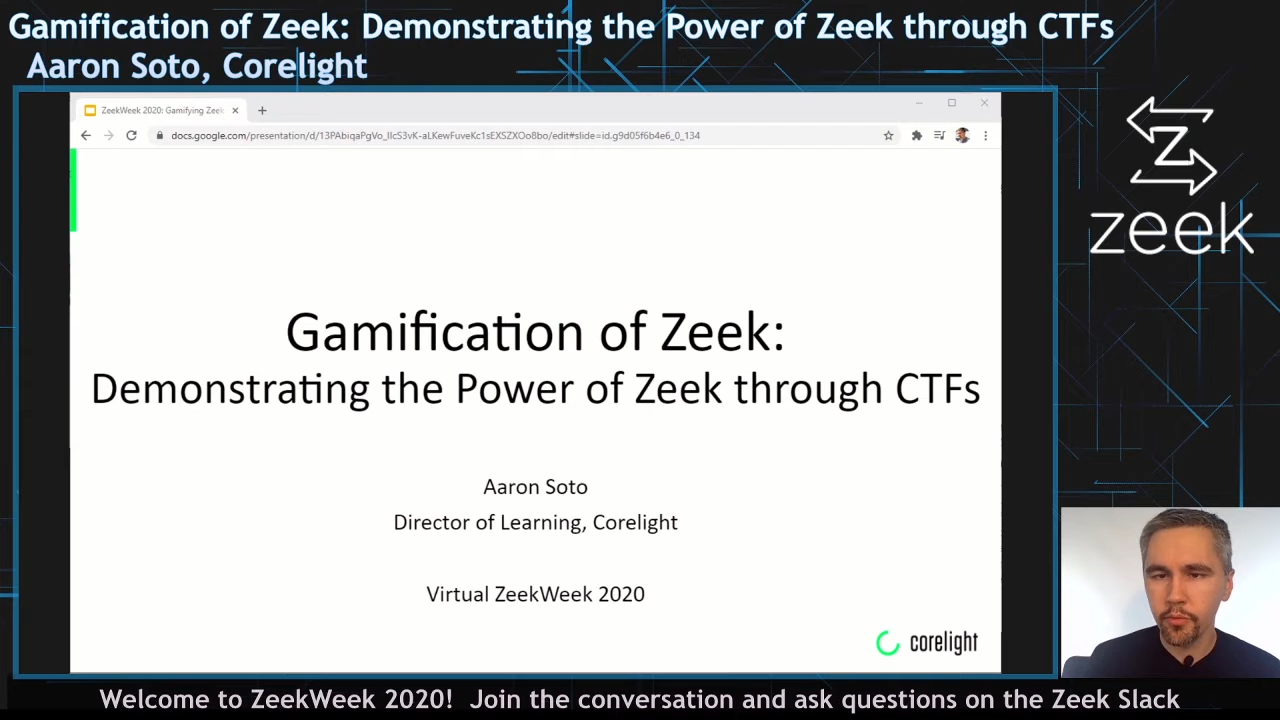 Gamification of Zeek: Demonstrating the Power of Zeek through CTFs
Aaron Soto, Corelight
ZeekWeek 2020: Gamifying Zeek
docs.google.com/presentation/d/13PAbiqaPgVo_IlcS3vK-aLKewFuveKc1sEXSZXOo8bo/edit#slide=id.g9d05f6b4e6_0_134
zeek
Gamification of Zeek:
Demonstrating the Power of Zeek through CTFs
Aaron Soto
Director of Learning, Corelight
Virtual ZeekWeek 2020
corelight
Welcome to ZeekWeek 2020! Join the conversation and ask questions on the Zeek Slack